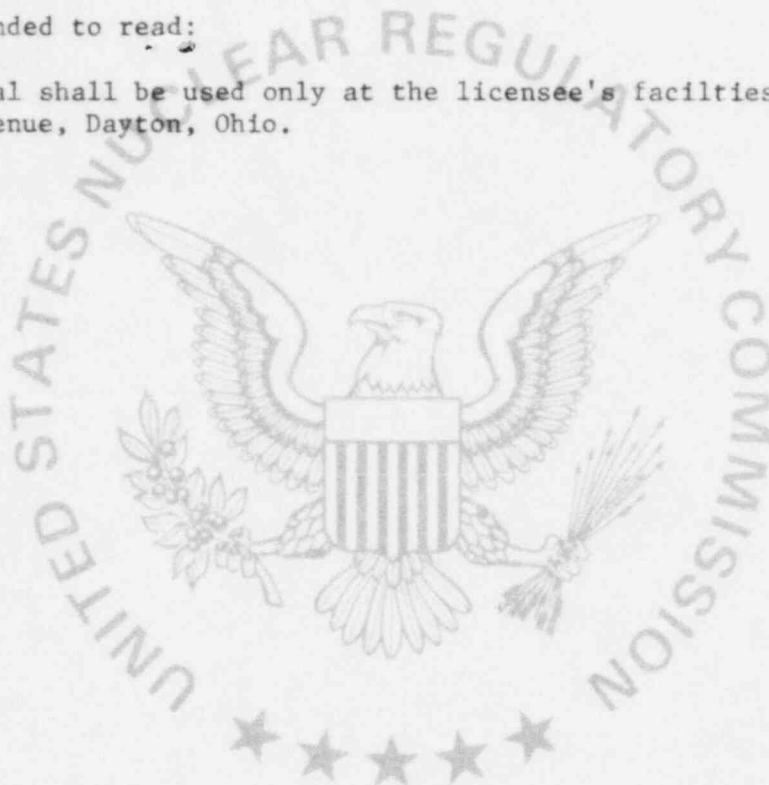 nded to read:
al shall be used only at the licensee's facilties
enue, Dayton, Ohio.
UNITED STATES NUCLEAR REGULATORY COMMISSION